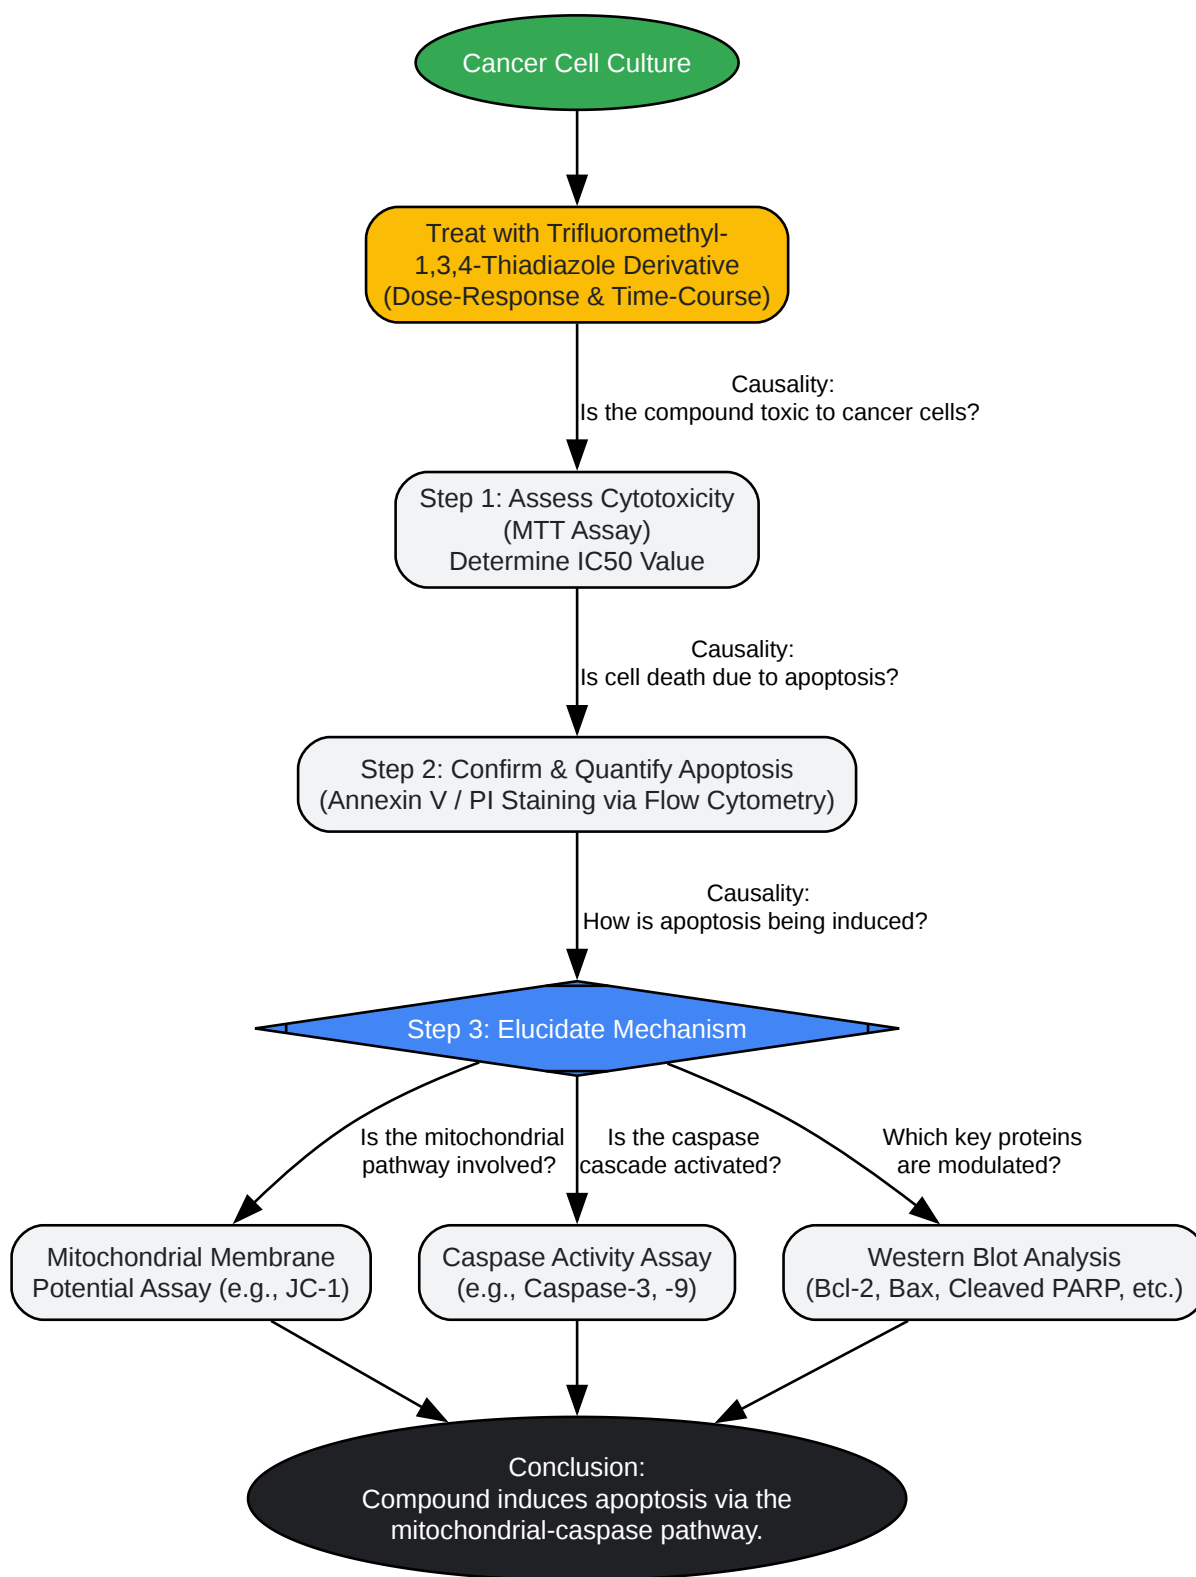 Cancer Cell Culture
Treat with Trifluoromethyl-
1,3,4-Thiadiazole Derivative
(Dose-Response & Time-Course)
Causality:
Is the compound toxic to cancer cells?
Step 1: Assess Cytotoxicity
(MTT Assay)
Determine IC50 Value
Causality:
Is cell death due to apoptosis?
Step 2: Confirm & Quantify Apoptosis
(Annexin V / PI Staining via Flow Cytometry)
Causality:
How is apoptosis being induced?
Step 3: Elucidate Mechanism
Is the mitochondrial
pathway involved?
Is the caspase
cascade activated?
Which key proteins
are modulated?
Mitochondrial Membrane
Potential Assay (e.g., JC-1)
Caspase Activity Assay
(e.g., Caspase-3, -9)
Western Blot Analysis
(Bcl-2, Bax, Cleaved PARP, etc.)
Conclusion:
Compound induces apoptosis via the
mitochondrial-caspase pathway.